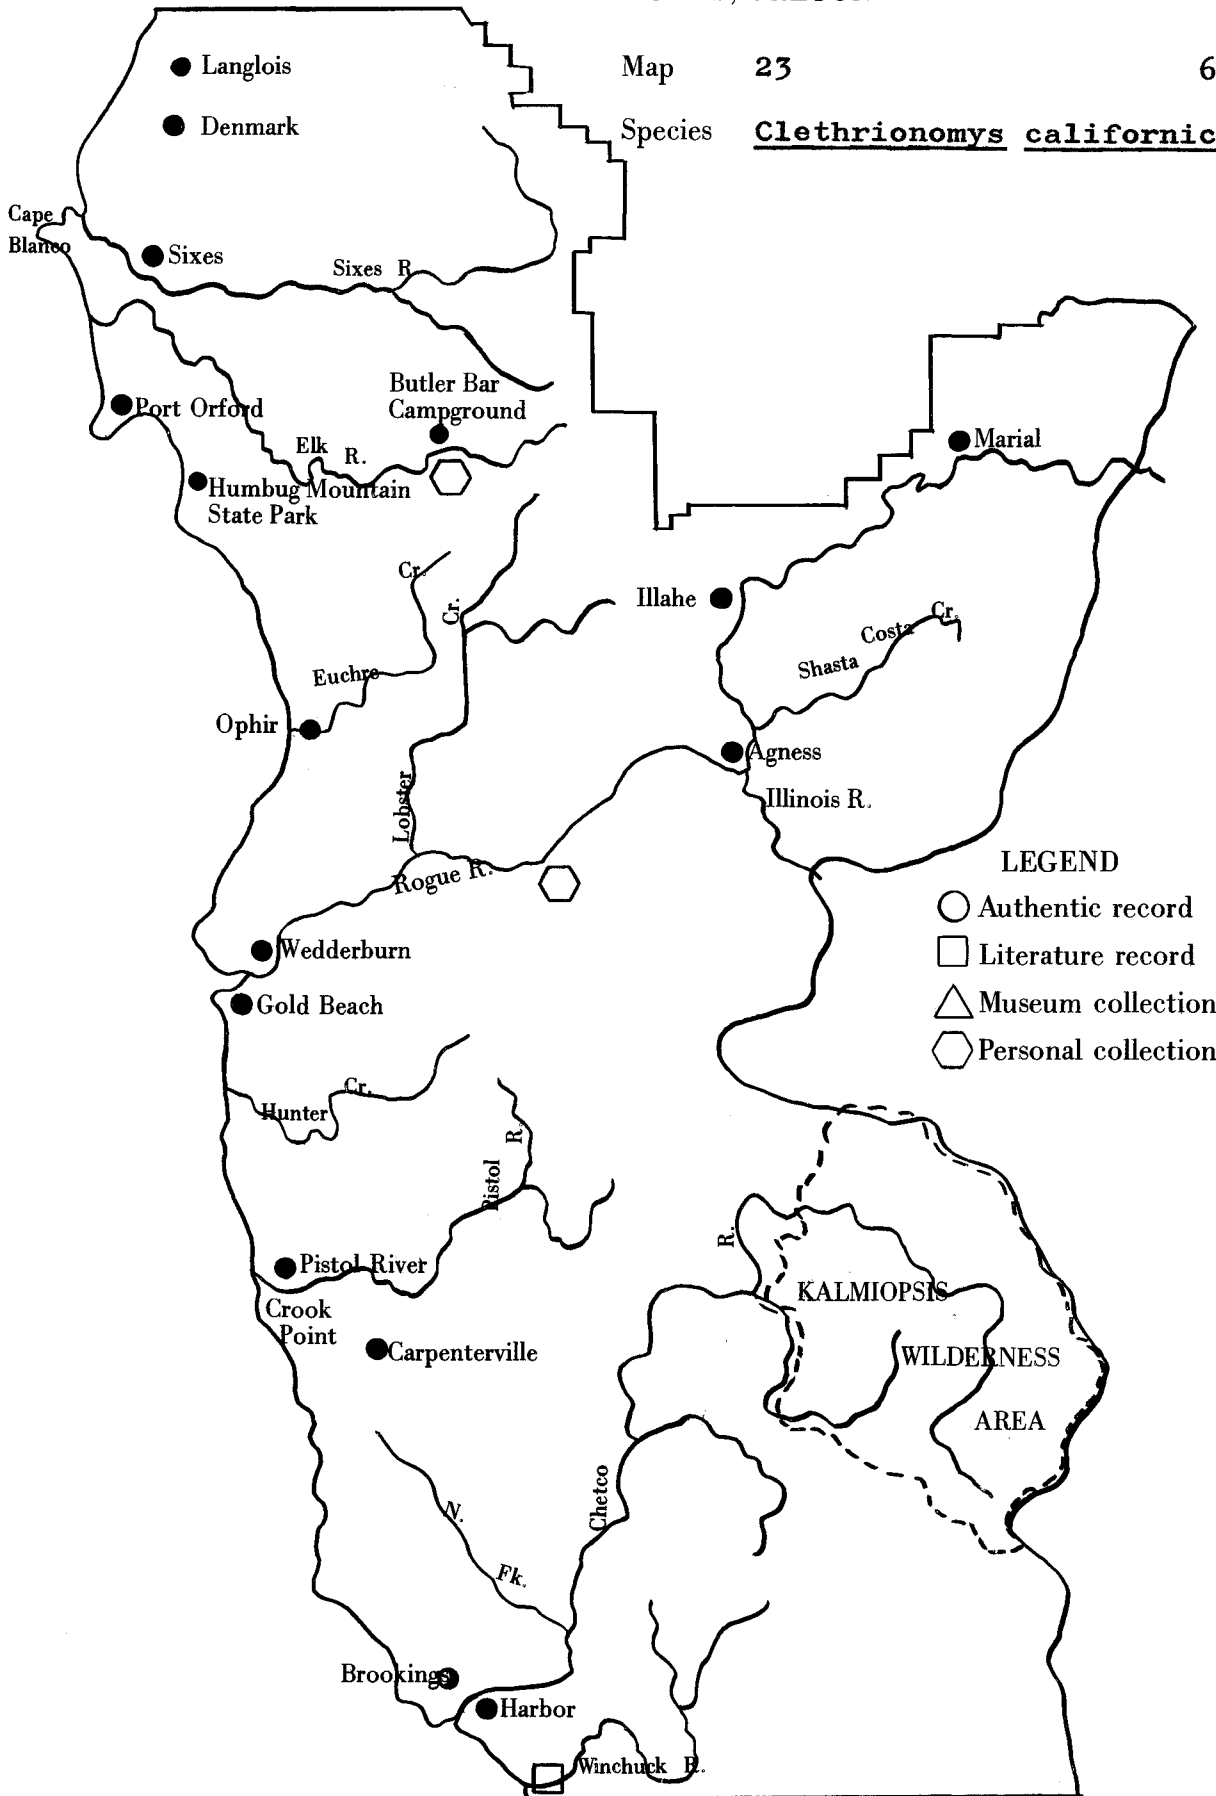 Map 23 6
Species Clethrionomys californic
Langlois
Denmark
Cape
Blanco
Sixes
Sixes R
Port Orford
Butler Bar
Campground
Elk R.
Humbug Mountain
State Park
Marial
Cr.
Euchre
Cr.
Lobster
Illahe
Shasta Costa Cr.
Ophir
Agness
Illinois R.
Rogue R.
LEGEND
Authentic record
Literature record
Museum collection
Personal collection
Wedderburn
Gold Beach
Hunter Cr.
Pistol R.
Pistol River
Crook
Point
Carpenterville
R.
KALMIOPSIS
WILDERNESS
AREA
Chetco
N. Fk.
Brookings
Harbor
Winchuck R.